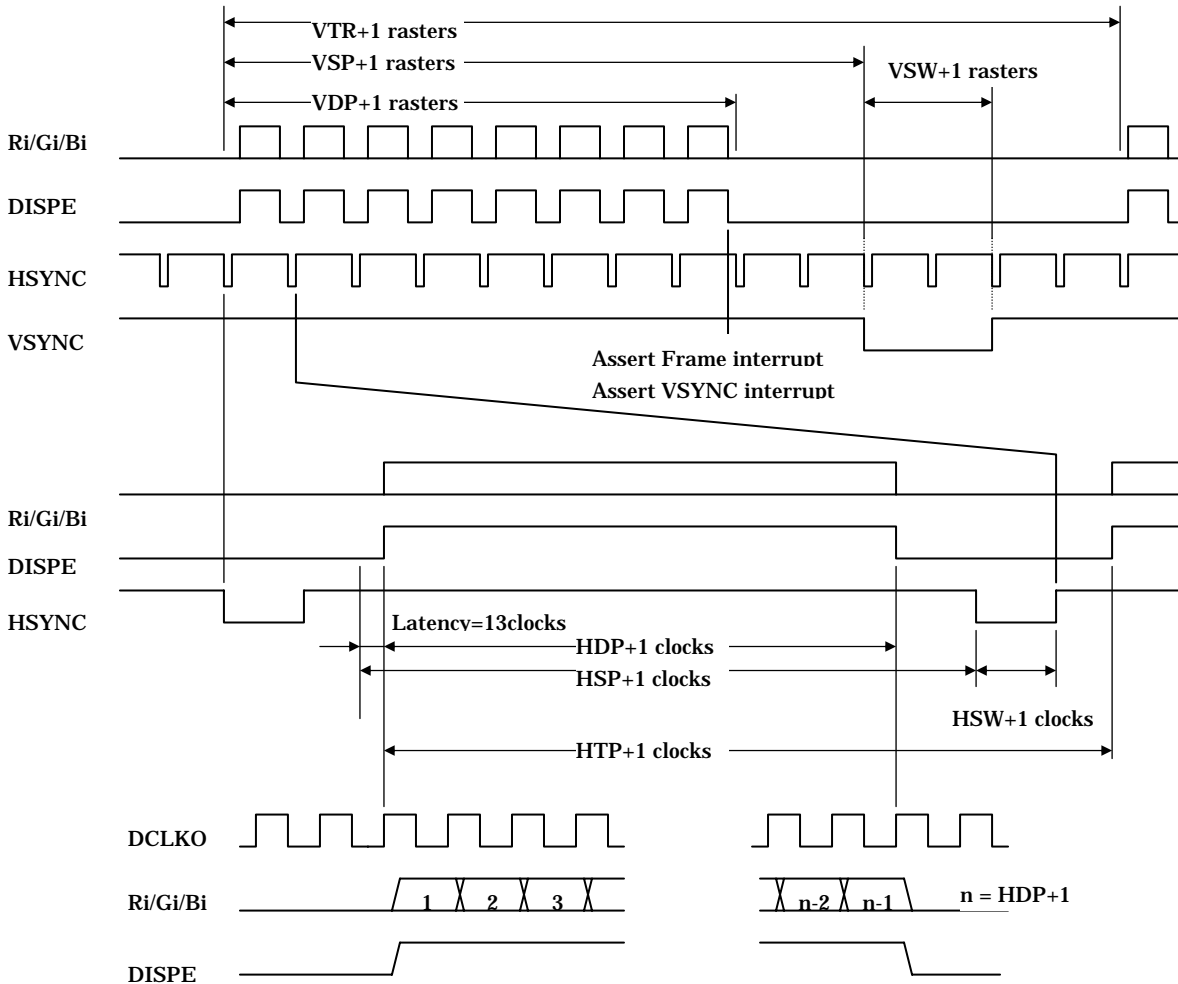 VTR+1 rasters
VSP+1 rasters
VSW+1 rasters
VDP+1 rasters
Ri/Gi/Bi
DISPE
HSYNC
VSYNC
Assert Frame interrupt
Assert VSYNC interrupt
Ri/Gi/Bi
DISPE
HSYNC
Latency=13clocks
HDP+1 clocks
HSP+1 clocks
HSW+1 clocks
HTP+1 clocks
DCLKO
Ri/Gi/Bi
1 2 3 n-2 n-1 n = HDP+1
DISPE